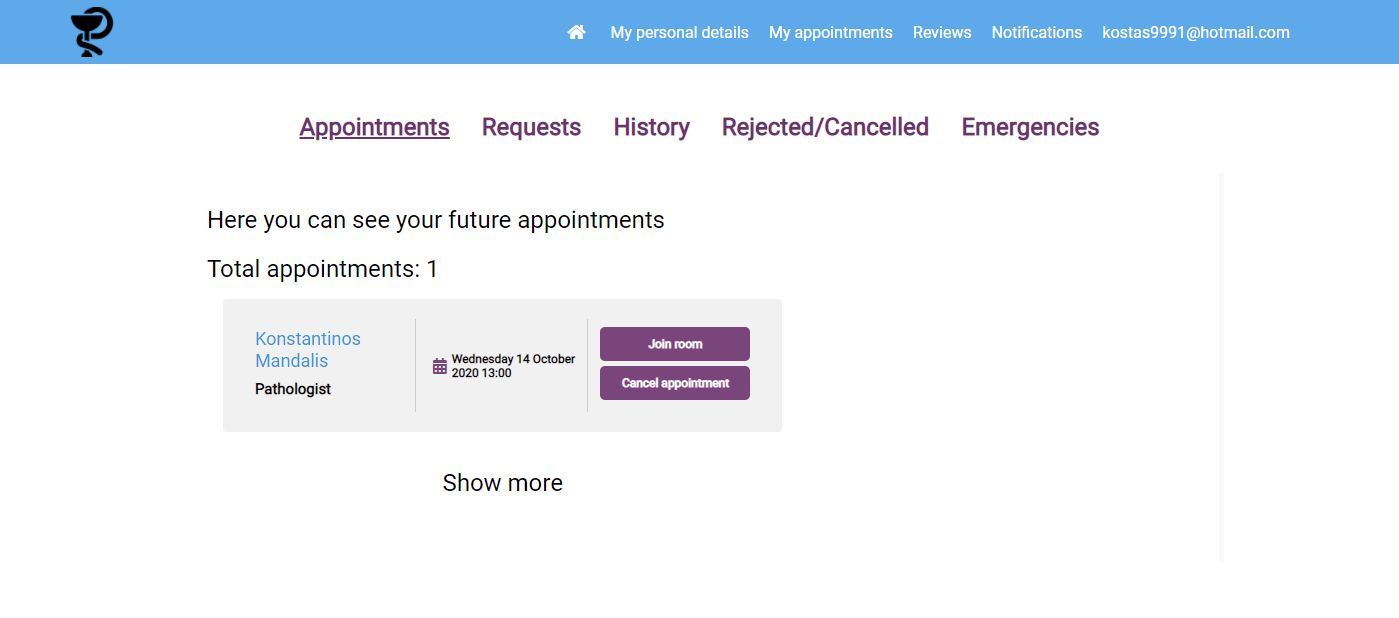 My personal details My appointments Reviews Notifications kostas9991@hotmail.com
Appointments Requests History Rejected/Cancelled Emergencies
Here you can see your future appointments
Total appointments: 1
Konstantinos
Mandalis
Pathologist
Wednesday 14 October
2020 13:00
Join room
Cancel appointment
Show more